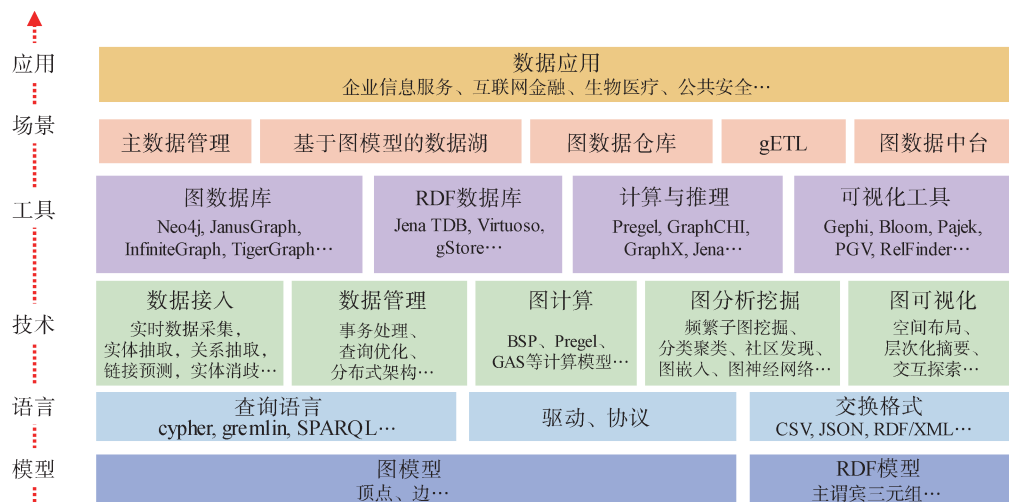 应用
数据应用
企业信息服务、互联网金融、生物医疗、公共安全…
场景
主数据管理
基于图模型的数据湖
图数据仓库
gETL
图数据中台
工具
图数据库
Neo4j, JanusGraph,
InfiniteGraph, TigerGraph…
RDF数据库
Jena TDB, Virtuoso,
gStore…
计算与推理
Pregel, GraphCHI,
GraphX, Jena…
可视化工具
Gephi, Bloom, Pajek,
PGV, RelFinder…
技术
数据接入
实时数据采集,
实体抽取, 关系抽取,
链接预测, 实体消歧…
数据管理
事务处理、
查询优化、
分布式架构…
图计算
BSP、Pregel、
GAS等计算模型…
图分析挖掘
频繁子图挖掘、
分类聚类、社区发现、
图嵌入、图神经网络…
图可视化
空间布局、
层次化摘要、
交互探索…
语言
查询语言
cypher, gremlin, SPARQL…
驱动、协议
交换格式
CSV, JSON, RDF/XML…
模型
图模型
顶点、边…
RDF模型
主谓宾三元组…